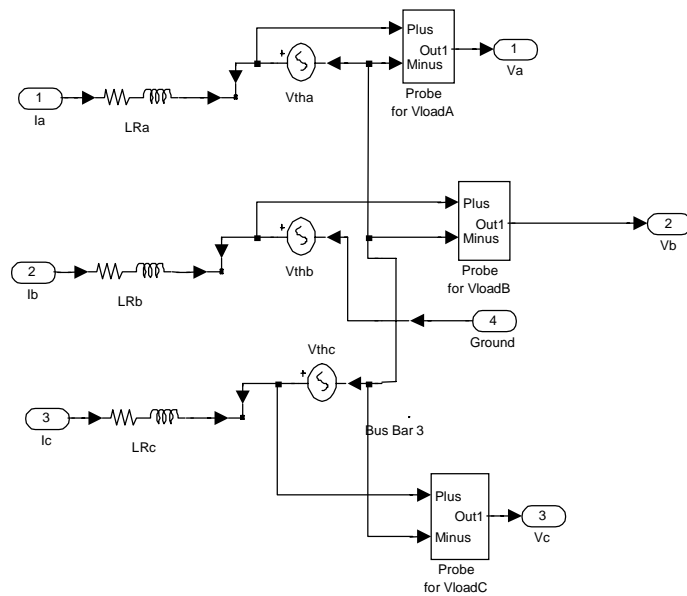 Plus
Out1
Minus
Probe
for VloadA
1
Va
1
Ia
LRa
+
Vtha
Plus
Out1
Minus
Probe
for VloadB
2
Vb
2
Ib
LRb
+
Vthb
4
Ground
Vthc
+
3
Ic
LRc
Bus Bar 3
Plus
Out1
Minus
Probe
for VloadC
3
Vc